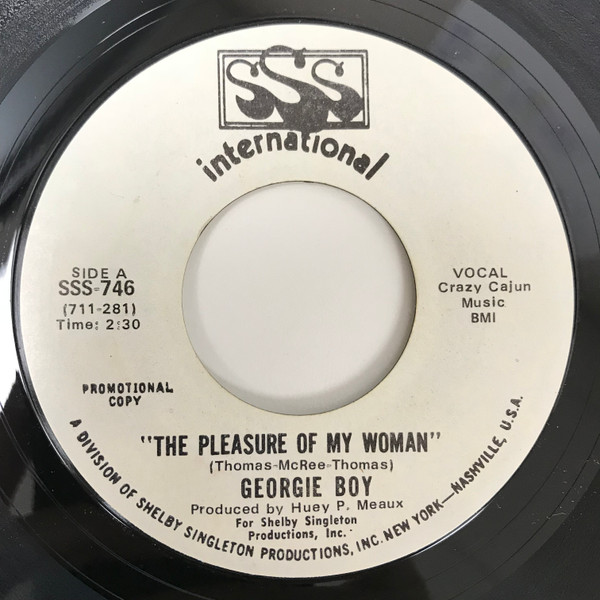 SSS
international
SIDE A
SSS-746
(711-281)
Time: 2:30
VOCAL
Crazy Cajun
Music
BMI
PROMOTIONAL
COPY
"THE PLEASURE OF MY WOMAN"
(Thomas-McRee-Thomas)
GEORGIE BOY
Produced by Huey P. Meaux
For Shelby Singleton
Productions, Inc.
A DIVISION OF SHELBY SINGLETON PRODUCTIONS, INC. NEW YORK—NASHVILLE, U.S.A.